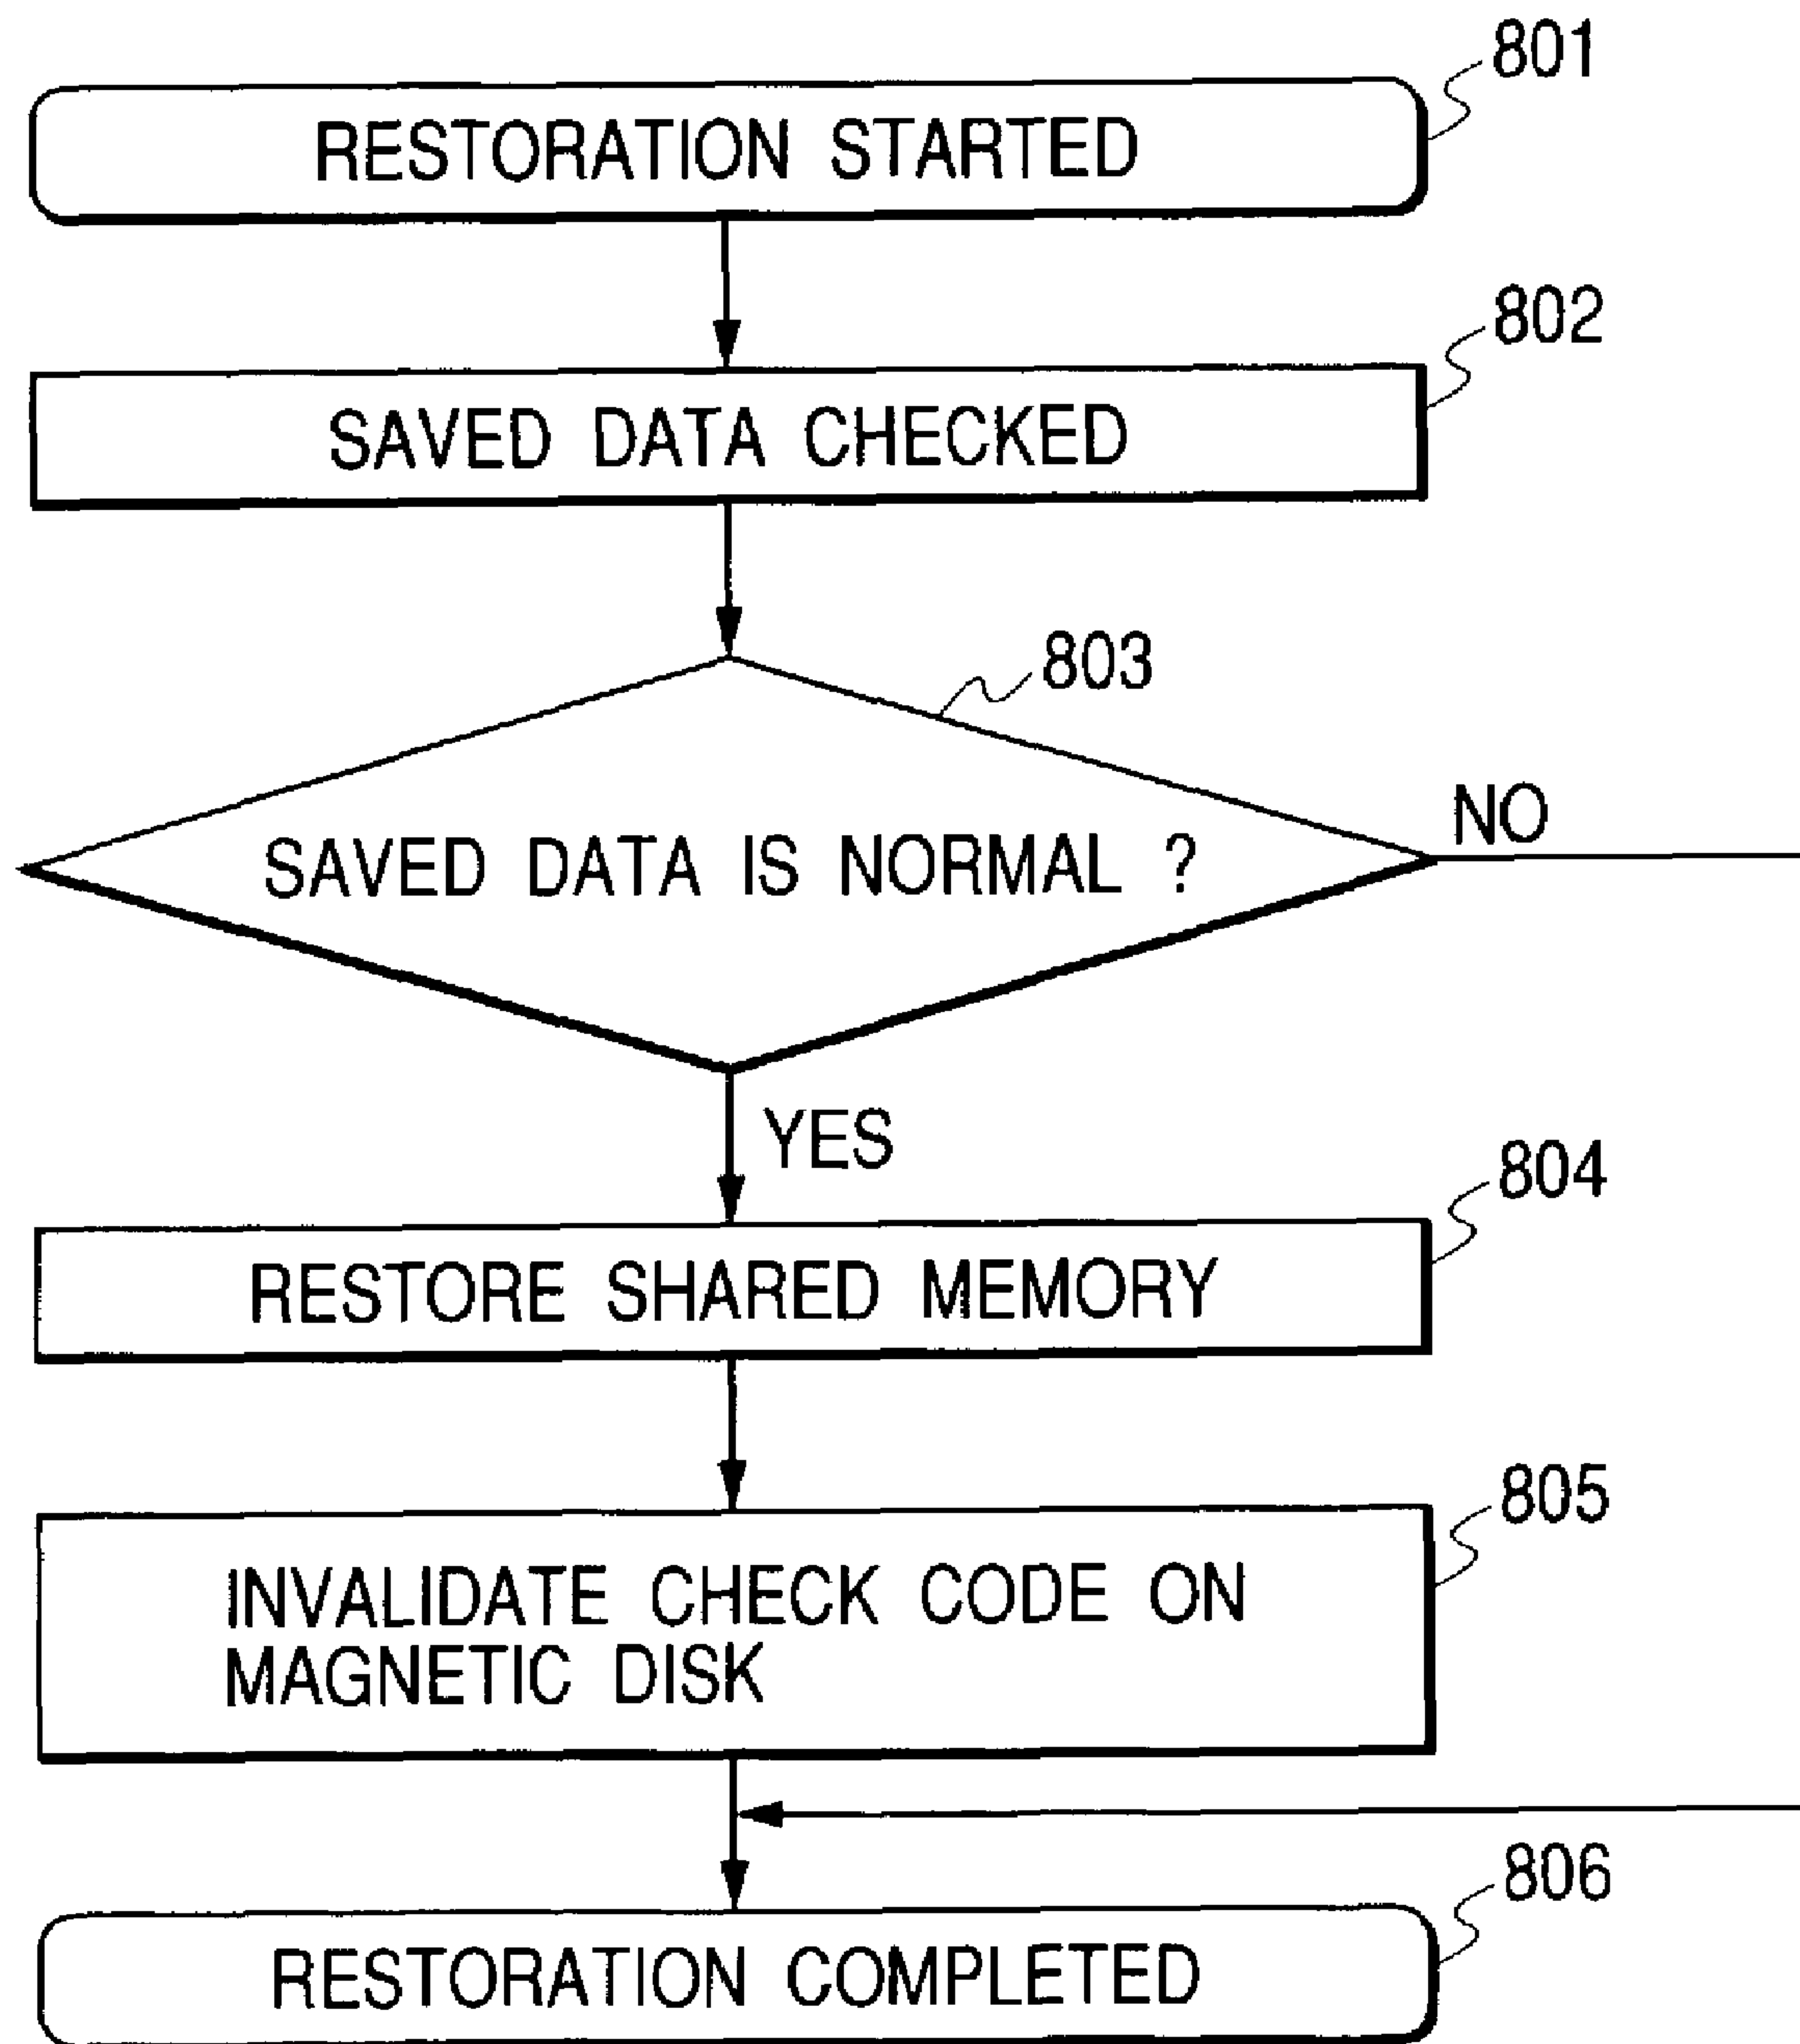 801
RESTORATION STARTED
802
SAVED DATA CHECKED
803
NO
SAVED DATA IS NORMAL ?
YES
804
RESTORE SHARED MEMORY
805
INVALIDATE CHECK CODE ON
MAGNETIC DISK
806
RESTORATION COMPLETED